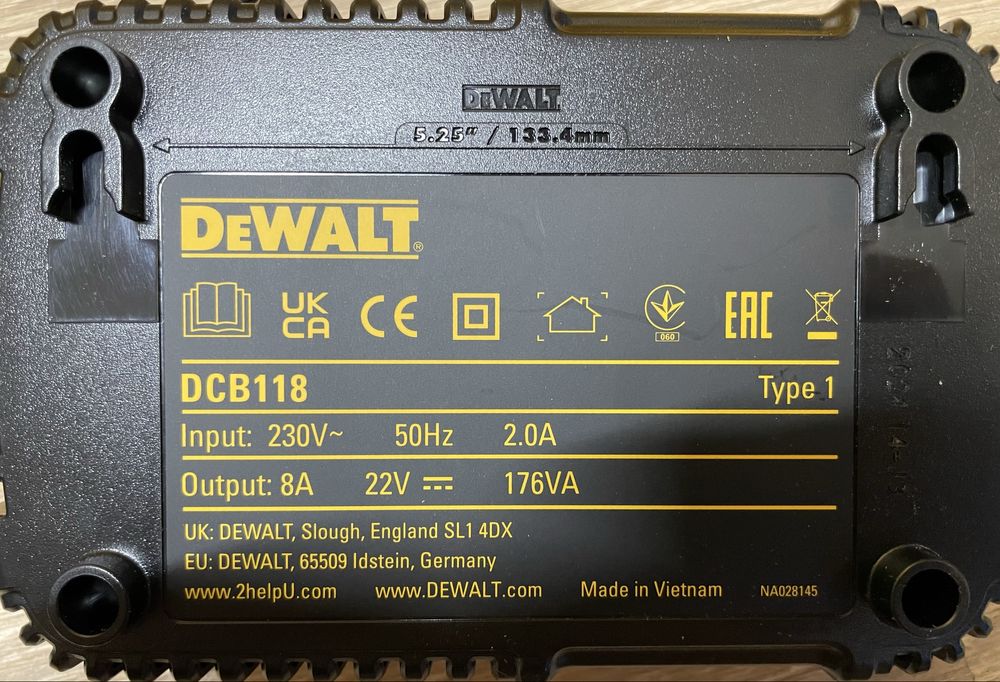 DEWALT
5.25" / 133.4mm
DEWALT®
UK
CA
CE
060
EAC
DCB118 Type 1
Input: 230V~ 50Hz 2.0A
Output: 8A 22V ⎓ 176VA
UK: DEWALT, Slough, England SL1 4DX
EU: DEWALT, 65509 Idstein, Germany
www.2helpU.com www.DEWALT.com Made in Vietnam NA028145